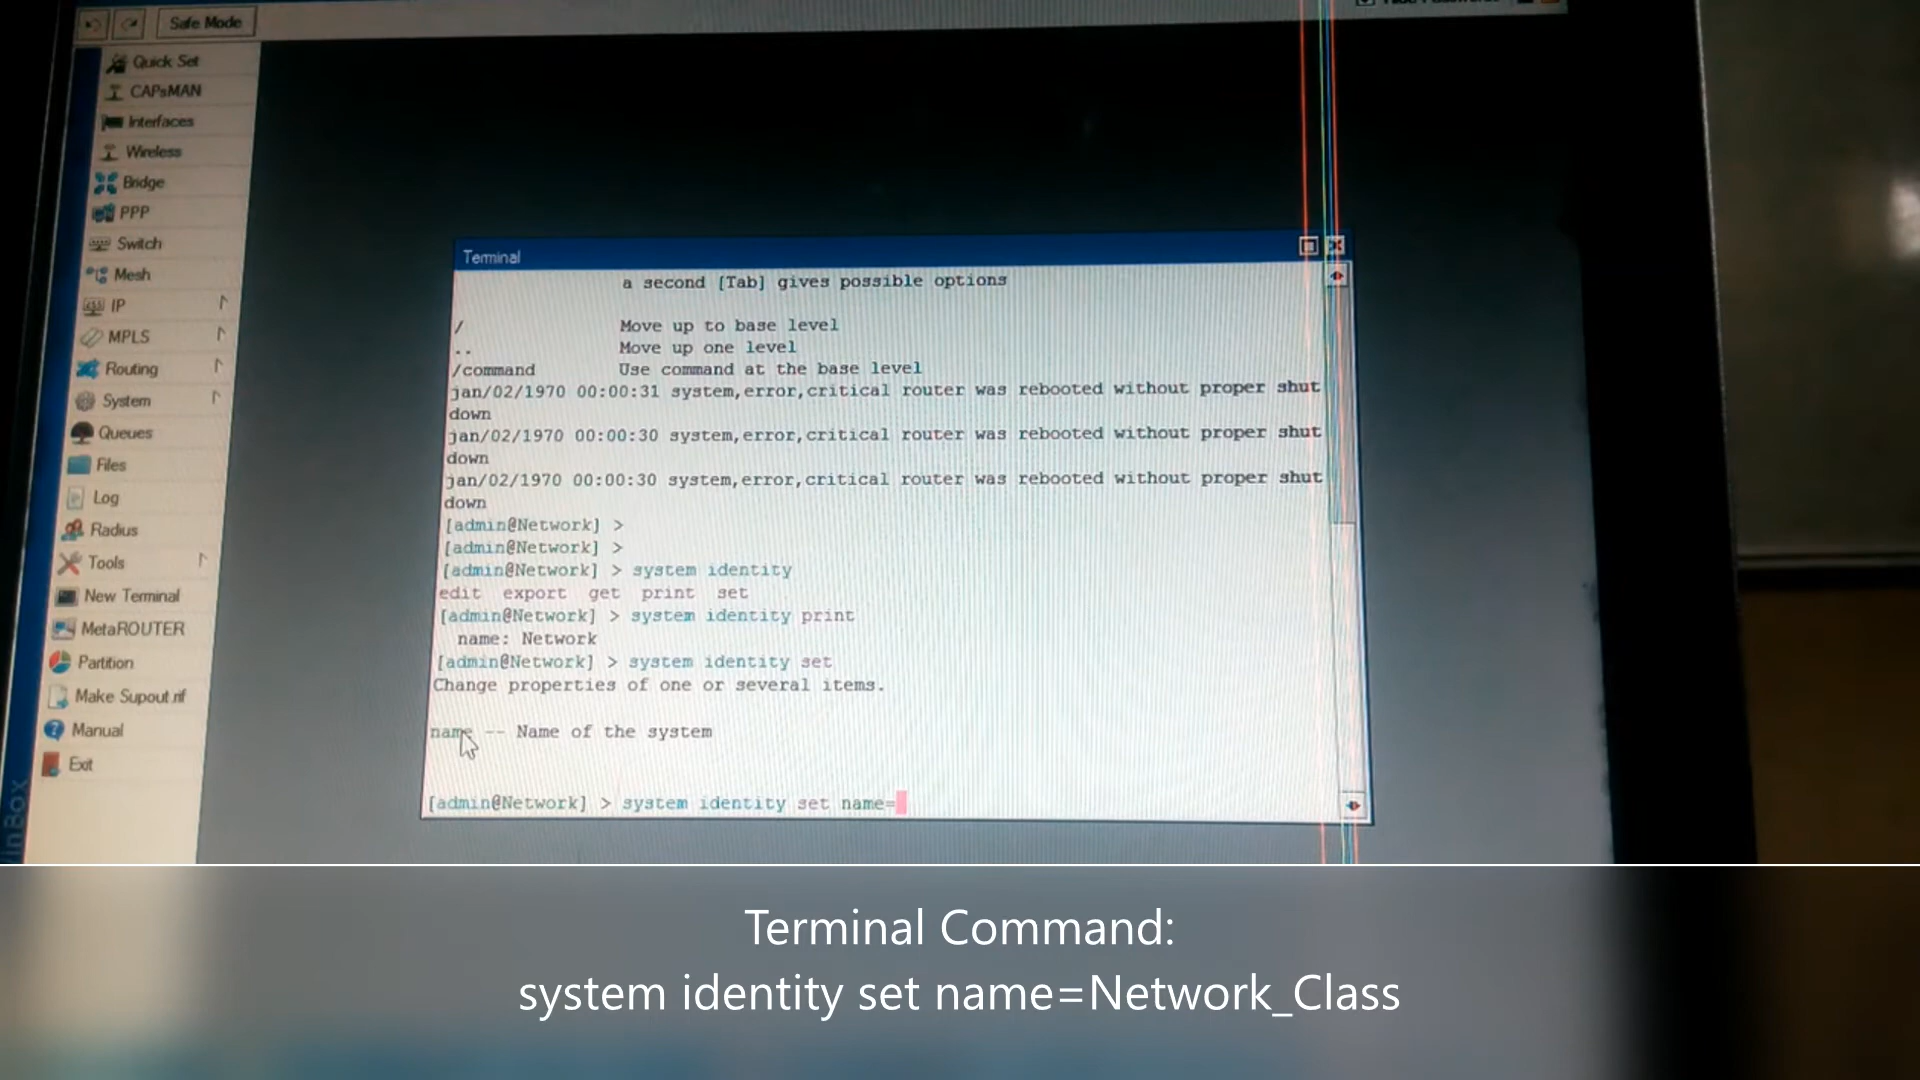 Safe Mode
Quick Set
CAPsMAN
Interfaces
Wireless
Bridge
PPP
Switch
Mesh
IP
MPLS
Routing
System
Queues
Files
Log
Radius
Tools
New Terminal
MetaROUTER
Partition
Make Supout.rif
Manual
Exit
Terminal
a second [Tab] gives possible options
/ Move up to base level
.. Move up one level
/command Use command at the base level
jan/02/1970 00:00:31 system,error,critical router was rebooted without proper shut
down
jan/02/1970 00:00:30 system,error,critical router was rebooted without proper shut
down
jan/02/1970 00:00:30 system,error,critical router was rebooted without proper shut
down
[admin@Network] >
[admin@Network] >
[admin@Network] > system identity
edit export get print set
[admin@Network] > system identity print
name: Network
[admin@Network] > system identity set
Change properties of one or several items.
name -- Name of the system
[admin@Network] > system identity set name=
Terminal Command:
system identity set name=Network_Class